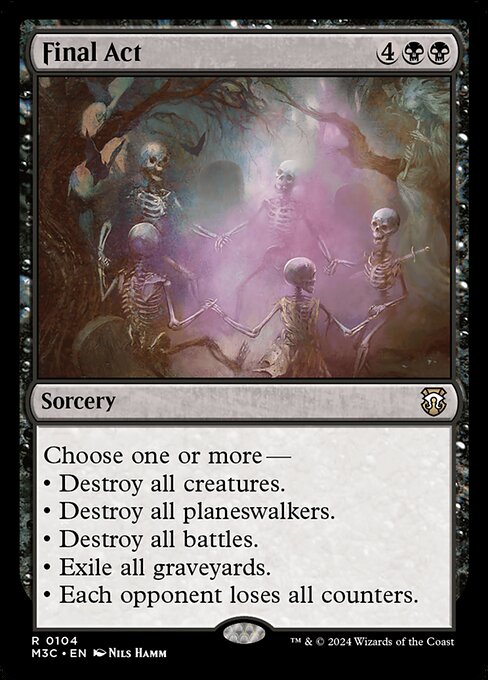 Final Act 4
Sorcery
Choose one or more—
• Destroy all creatures.
• Destroy all planeswalkers.
• Destroy all battles.
• Exile all graveyards.
• Each opponent loses all counters.
R 0104
M3C • EN Nils Hamm
™ & © 2024 Wizards of the Coast